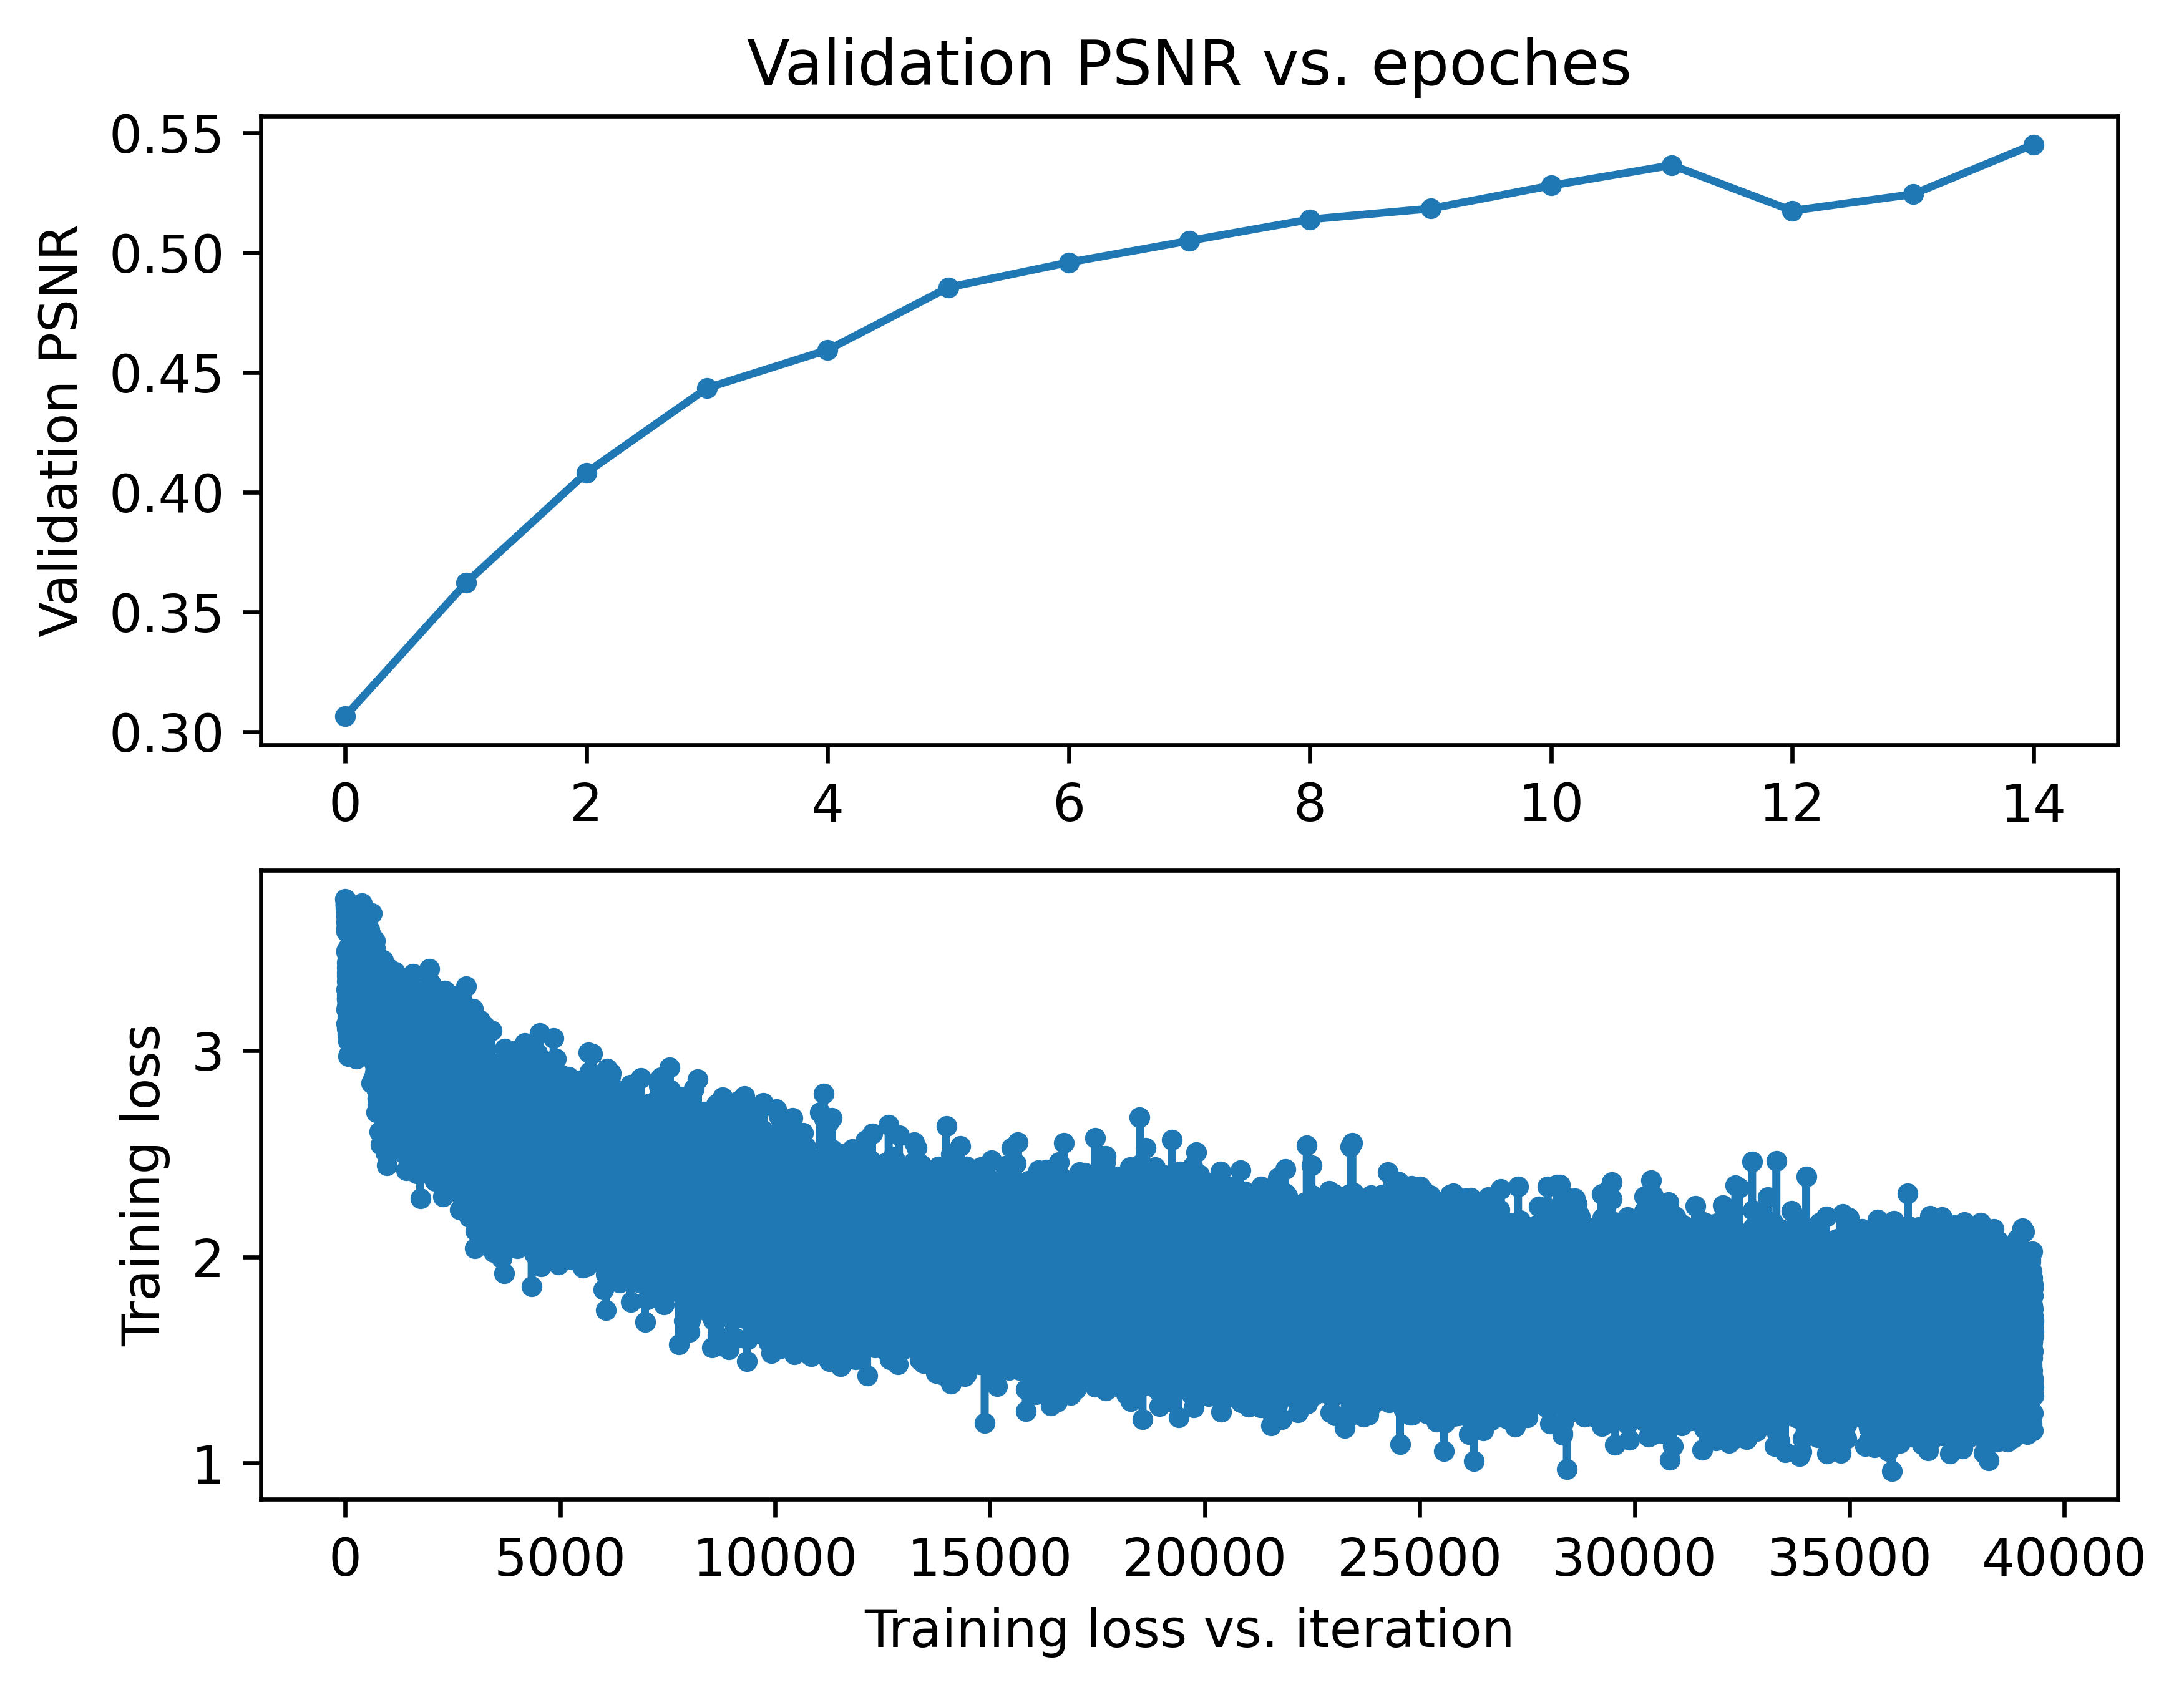 Validation PSNR vs. epoches
Validation PSNR
0.55
0.50
0.45
0.40
0.35
0.30
0 2 4 6 8 10 12 14
Training loss
3
2
1
0 5000 10000 15000 20000 25000 30000 35000 40000
Training loss vs. iteration